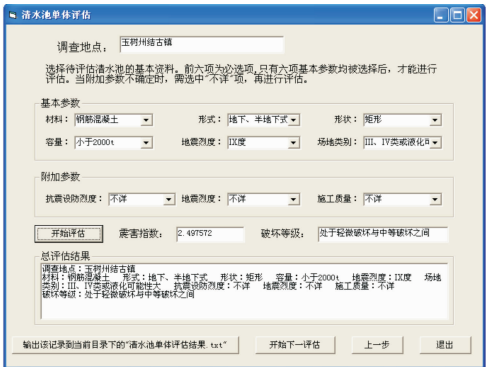 清水池单体评估
调查地点： 玉树州结古镇
选择待评估清水池的基本资料。前六项为必选项,只有六项基本参数均被选择后，才能进行
评估。当附加参数不确定时，需选中"不详"项，再进行评估。
基本参数
材料： 钢筋混凝土 形式： 地下、半地下式 形状： 矩形
容量： 小于2000t 地震烈度： IX度 场地类别： III、IV类或液化可
附加参数
抗震设防烈度： 不详 地震烈度： 不详 施工质量： 不详
开始评估 震害指数： 2.497572 破坏等级： 处于轻微破坏与中等破坏之间
总评估结果
调查地点：玉树州结古镇
材料：钢筋混凝土 形式：地下、半地下式 形状：矩形 容量：小于2000t 地震烈度：IX度 场地
类别：III、IV类或液化可能性大 抗震设防烈度：不详 地震烈度：不详 施工质量：不详
破坏等级：处于轻微破坏与中等破坏之间
输出该记录到当前目录下的"清水池单体评估结果.txt" 开始下一评估 上一步 退出